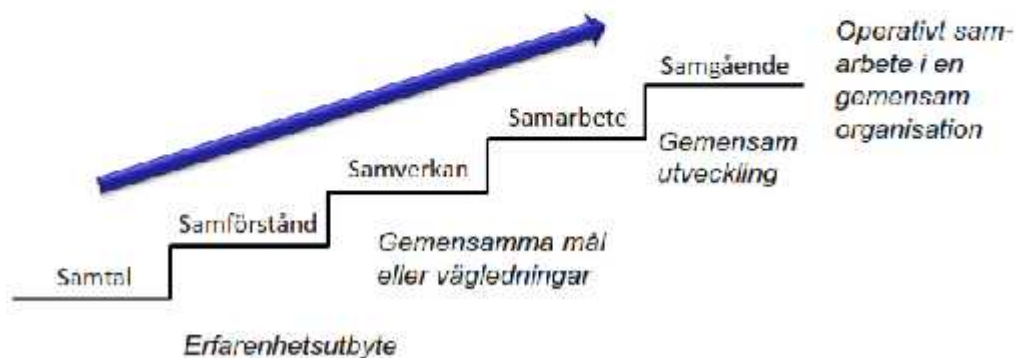 Samtal
Samförstånd
Erfarenhetsutbyte
Samverkan
Gemensamma mål
eller vägledningar
Samarbete
Gemensam
utveckling
Samgående
Operativt sam-
arbete i en
gemensam
organisation